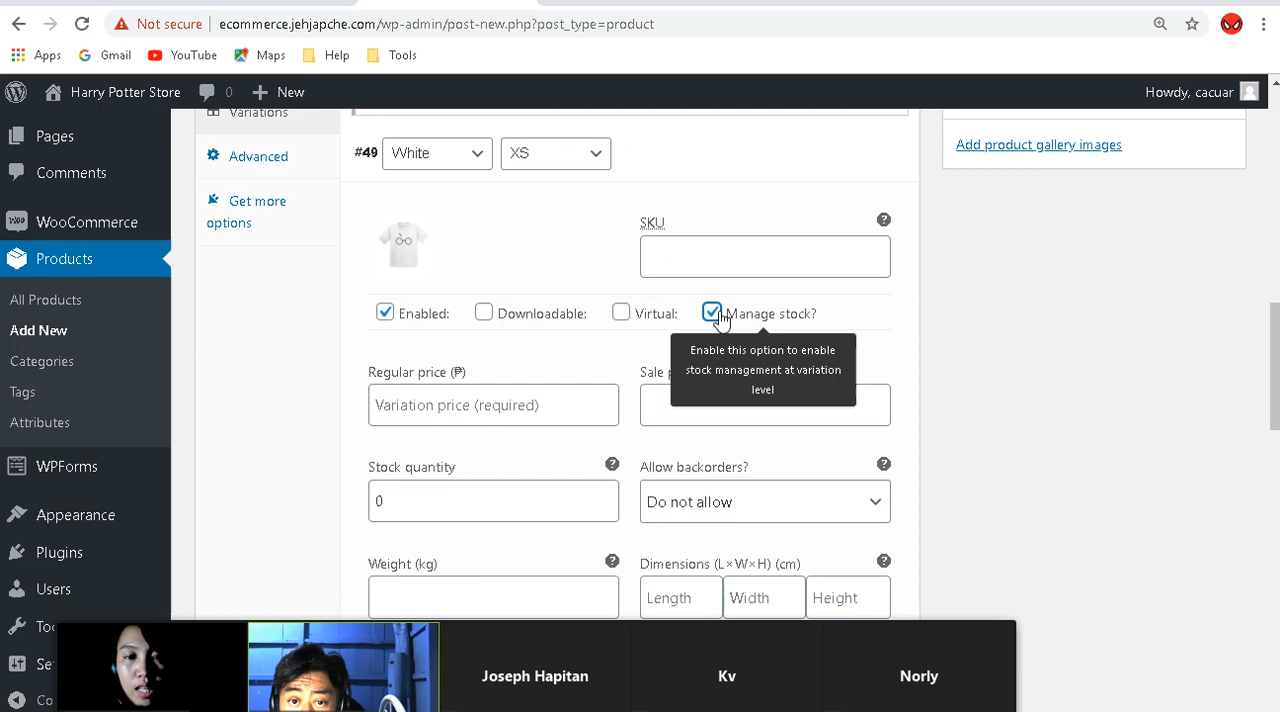 Not secure
ecommerce.jehjapche.com/wp-admin/post-new.php?post_type=product
Apps
Gmail
YouTube
Maps
Help
Tools
Harry Potter Store
0
New
Howdy, cacuar
Pages
Comments
WooCommerce
Products
All Products
Add New
Categories
Tags
Attributes
WPForms
Appearance
Plugins
Users
Variations
Advanced
Get more
options
#49
White
XS
SKU
Enabled:
Downloadable:
Virtual:
Manage stock?
Enable this option to enable
stock management at variation
level
Regular price (₱)
Variation price (required)
Sale
Stock quantity
0
Allow backorders?
Do not allow
Weight (kg)
Dimensions (L×W×H) (cm)
Length
Width
Height
Add product gallery images
Joseph Hapitan
Kv
Norly